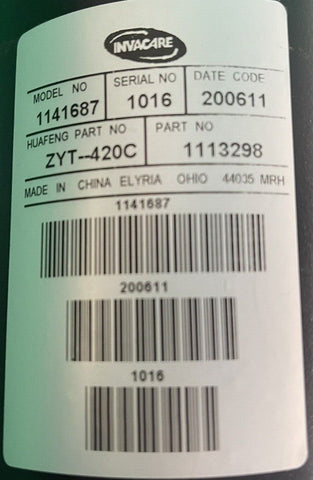 INVACARE
MODEL NO SERIAL NO DATE CODE
1141687 1016 200611
HUAFENG PART NO PART NO
ZYT--420C 1113298
MADE IN CHINA ELYRIA OHIO 44035 MRH
1141687
200611
1016